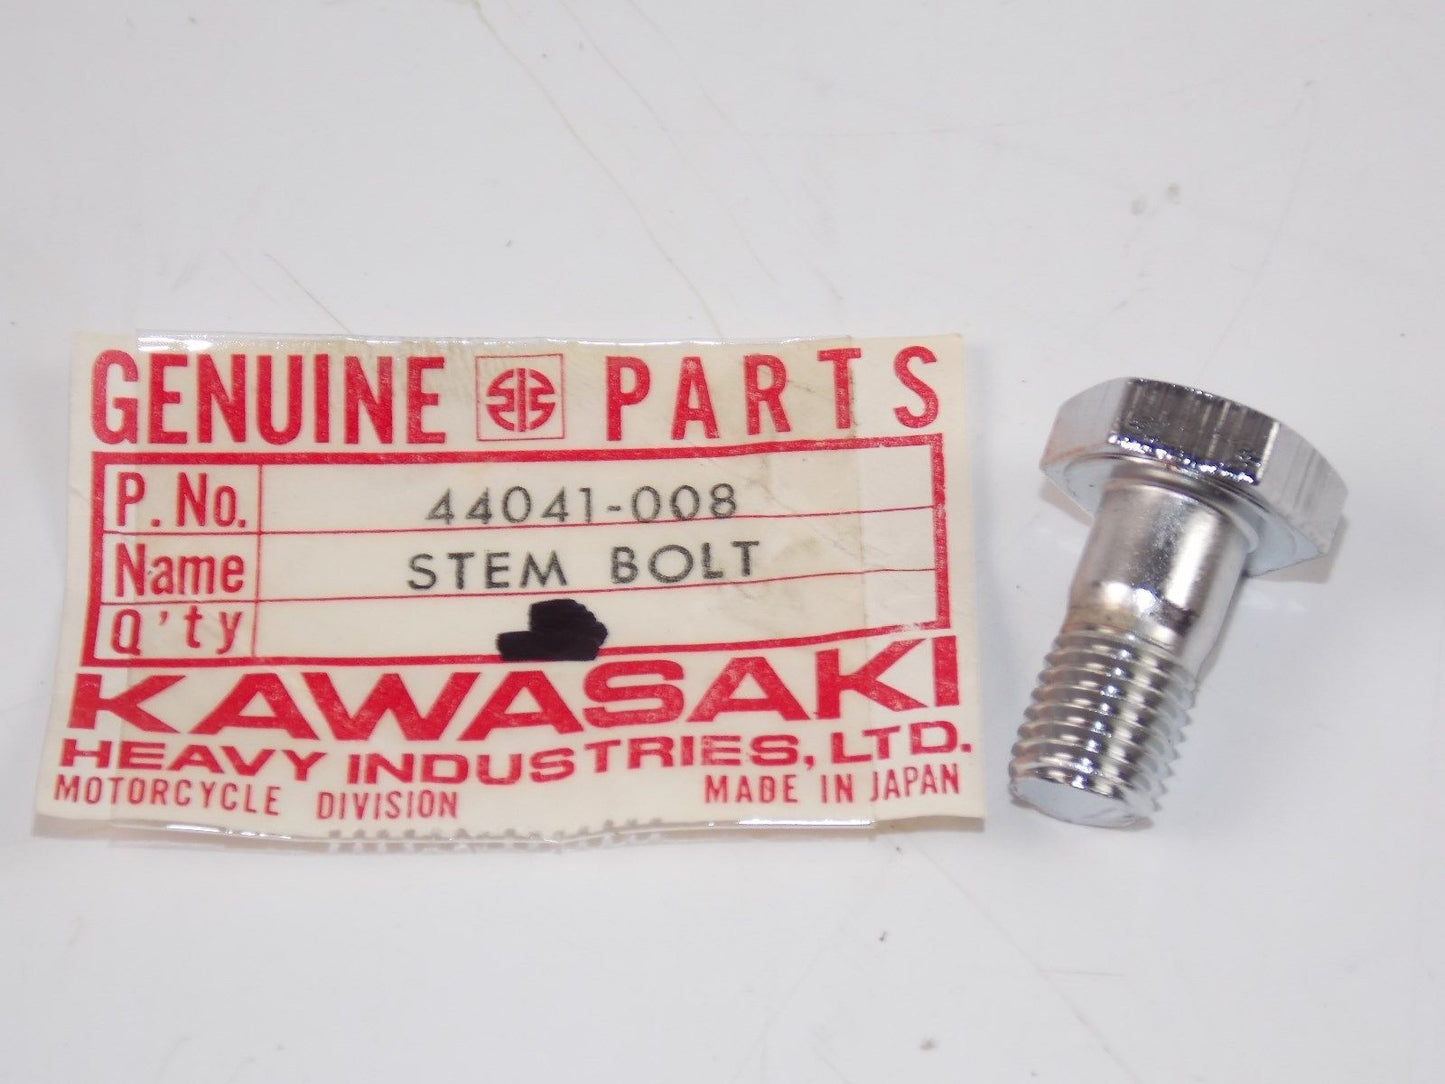 GENUINE PARTS
P. No. 44041-008
Name STEM BOLT
Q'ty
KAWASAKI
HEAVY INDUSTRIES, LTD.
MOTORCYCLE DIVISION MADE IN JAPAN